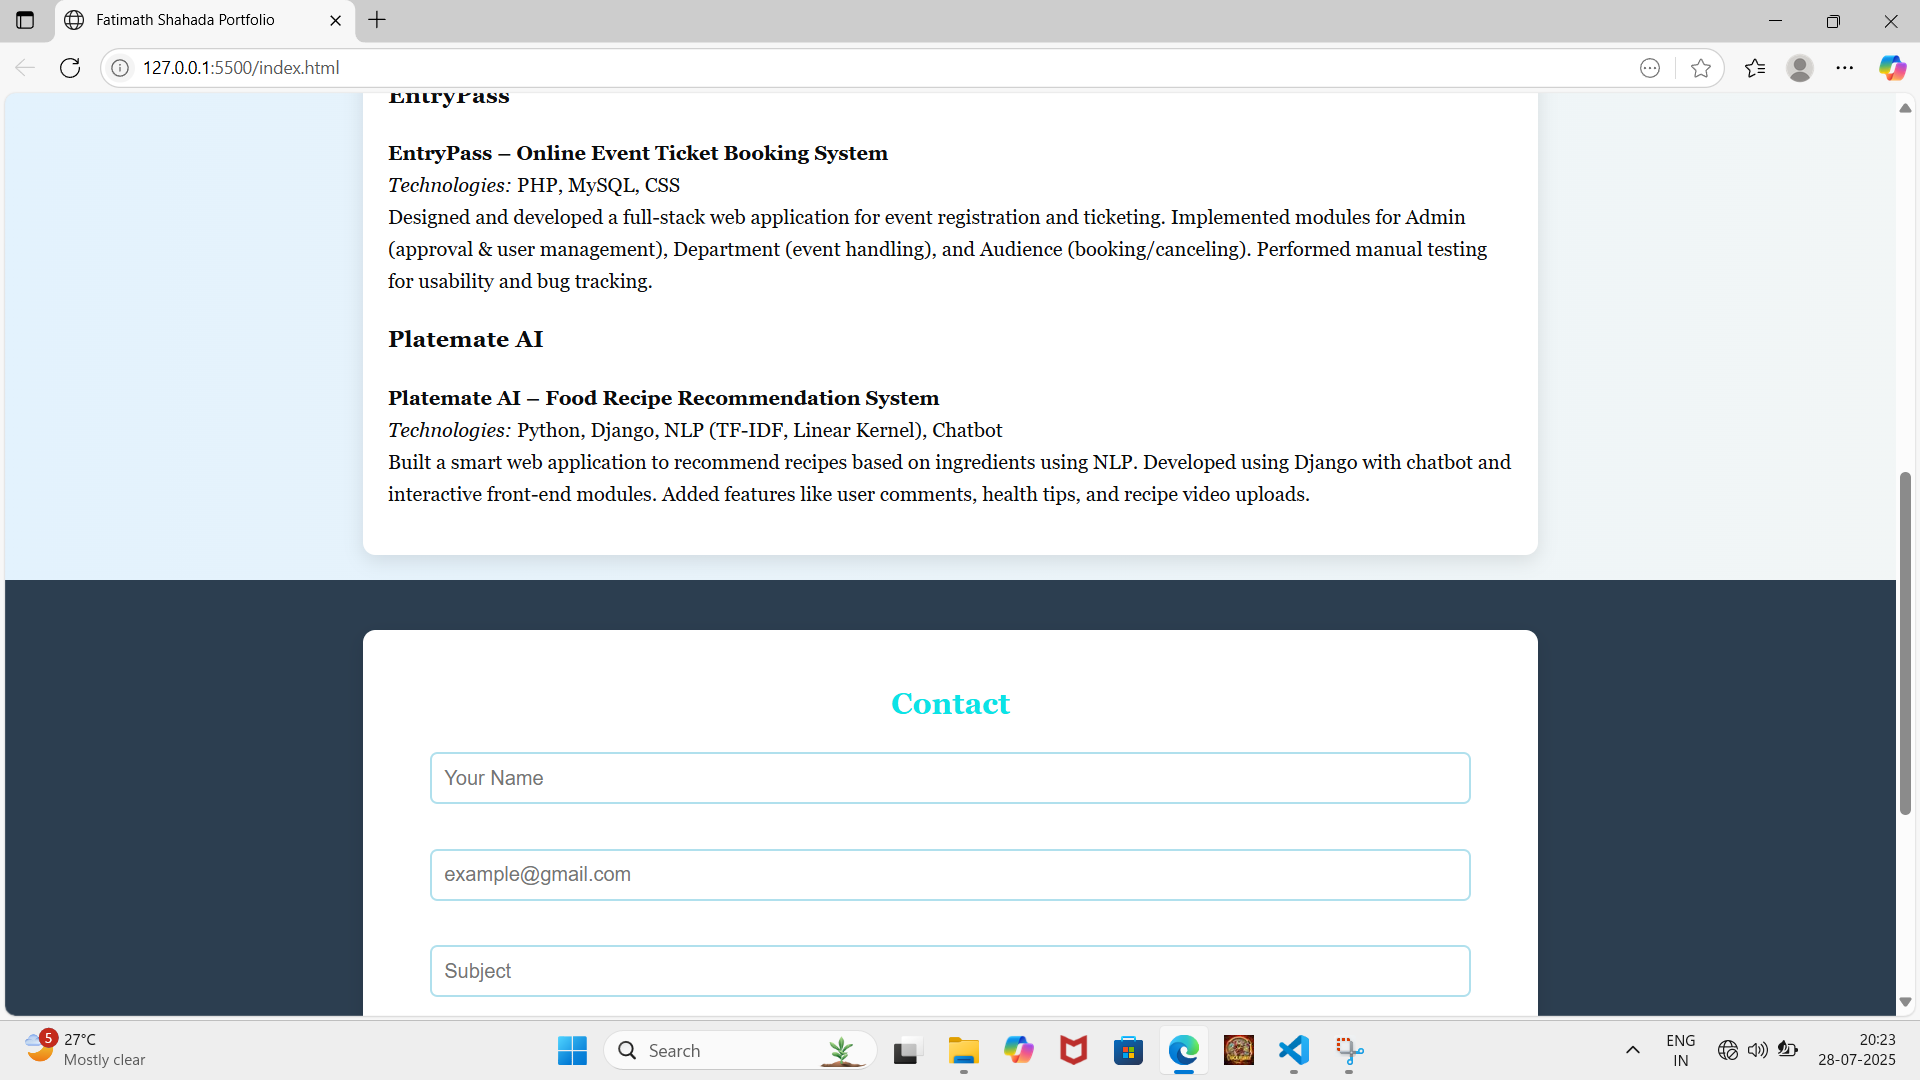 Fatimath Shahada Portfolio
127.0.0.1:5500/index.html
EntryPass
EntryPass – Online Event Ticket Booking System
Technologies: PHP, MySQL, CSS
Designed and developed a full-stack web application for event registration and ticketing. Implemented modules for Admin
(approval & user management), Department (event handling), and Audience (booking/canceling). Performed manual testing
for usability and bug tracking.
Platemate AI
Platemate AI – Food Recipe Recommendation System
Technologies: Python, Django, NLP (TF-IDF, Linear Kernel), Chatbot
Built a smart web application to recommend recipes based on ingredients using NLP. Developed using Django with chatbot and
interactive front-end modules. Added features like user comments, health tips, and recipe video uploads.
Contact
Your Name
example@gmail.com
Subject
5
27°C
Mostly clear
Search
ENG
IN
20:23
28-07-2025